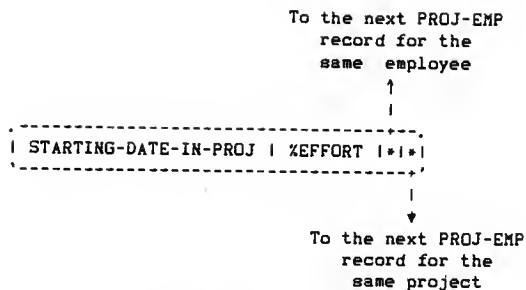 To the next PROJ-EMP
record for the
same employee
| STARTING-DATE-IN-PROJ | %EFFORT |*|*|
To the next PROJ-EMP
record for the
same project